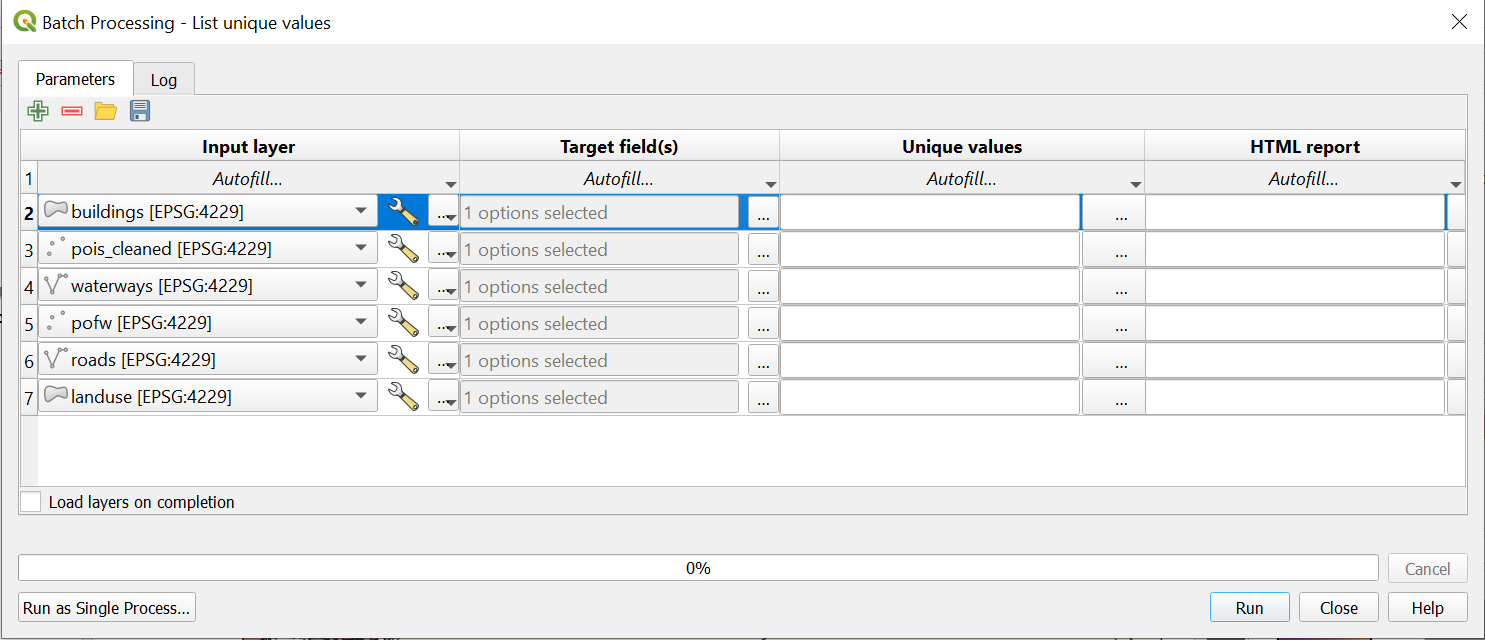 Batch Processing - List unique values
Parameters Log
Input layer Target field(s) Unique values HTML report
1 Autofill... Autofill... Autofill... Autofill...
2 buildings [EPSG:4229] ... 1 options selected ... ...
3 pois_cleaned [EPSG:4229] ... 1 options selected ... ...
4 waterways [EPSG:4229] ... 1 options selected ... ...
5 pofw [EPSG:4229] ... 1 options selected ... ...
6 roads [EPSG:4229] ... 1 options selected ... ...
7 landuse [EPSG:4229] ... 1 options selected ... ...
Load layers on completion
0% Cancel
Run as Single Process... Run Close Help